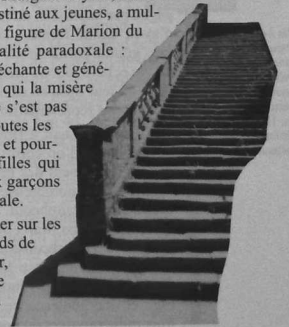 stiné aux jeunes, a mul-
figure de Marion du
alité paradoxale :
échante et géné-
qui la misère
s'est pas
outes les
et pour-
filles qui
garçons
ale.
er sur les
ds de
r,
e